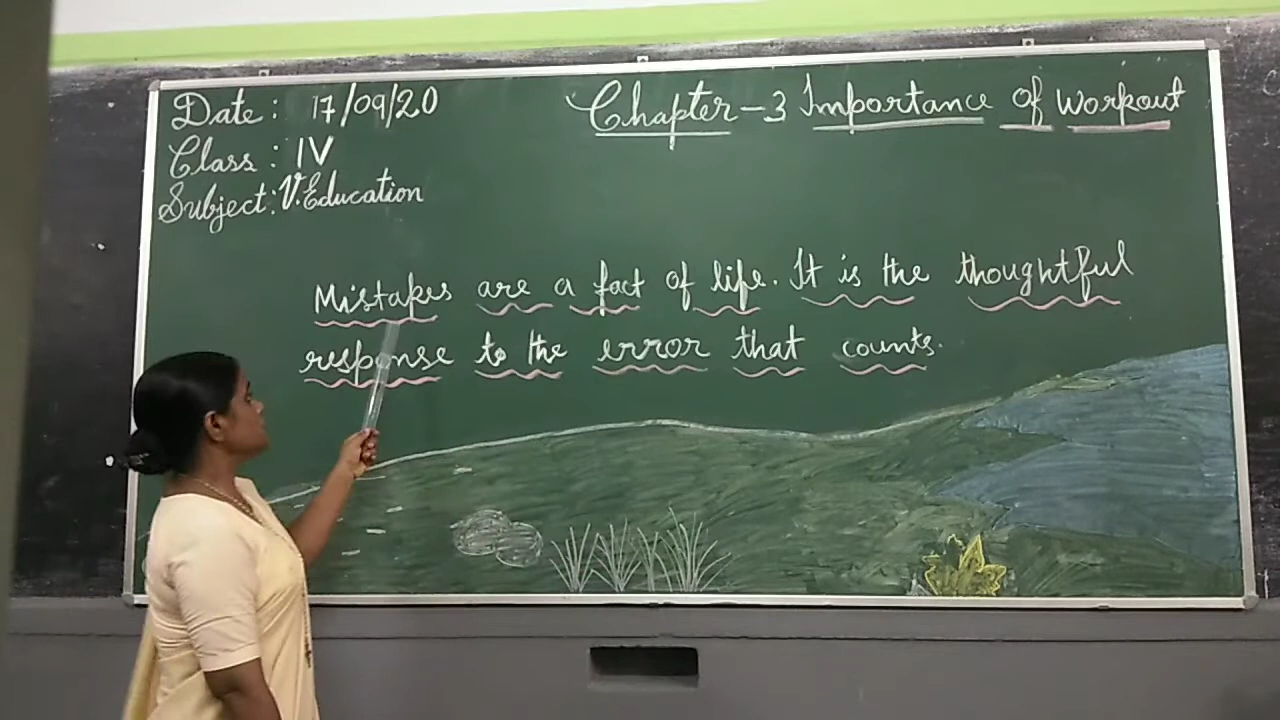 Date: 17/09/20
Chapter-3 Importance of Workout
Class: IV
Subject: V.Education
Mistakes are a fact of life. It is the thoughtful
response to the error that counts.